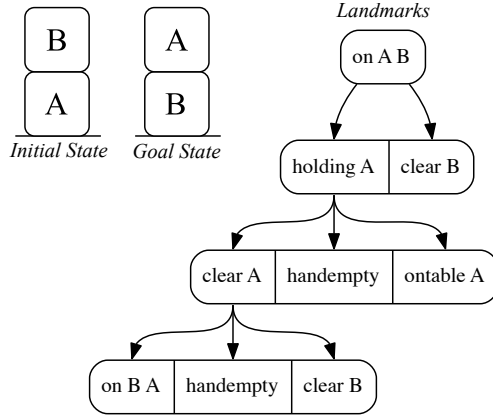 Landmarks
B
A
A
B
Initial State
Goal State
on A B
holding A
clear B
clear A
handempty
ontable A
on B A
handempty
clear B